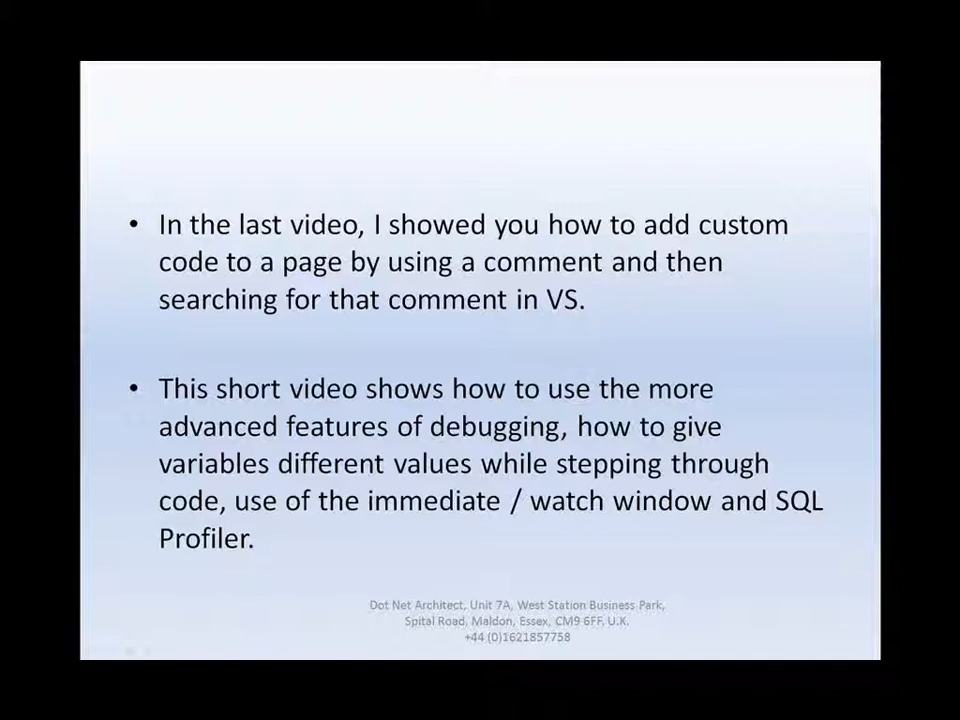 • In the last video, I showed you how to add custom
code to a page by using a comment and then
searching for that comment in VS.
• This short video shows how to use the more
advanced features of debugging, how to give
variables different values while stepping through
code, use of the immediate / watch window and SQL
Profiler.
Dot Net Architect, Unit 7A, West Station Business Park,
Spital Road, Maldon, Essex, CM9 6FF, U.K.
+44 (0)1621857758